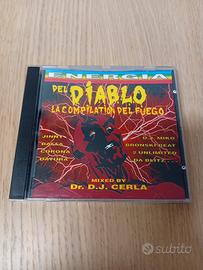 ENERGIA
DEL DIABLO
LA COMPILATION DEL FUEGO
JINNY
BASSA
CORONA
DATURA
D.J. MIKO
BRONSKI BEAT
2 UNLIMITED
DA BLITZ...
MIXED BY
Dr. D.J. CERLA
subito